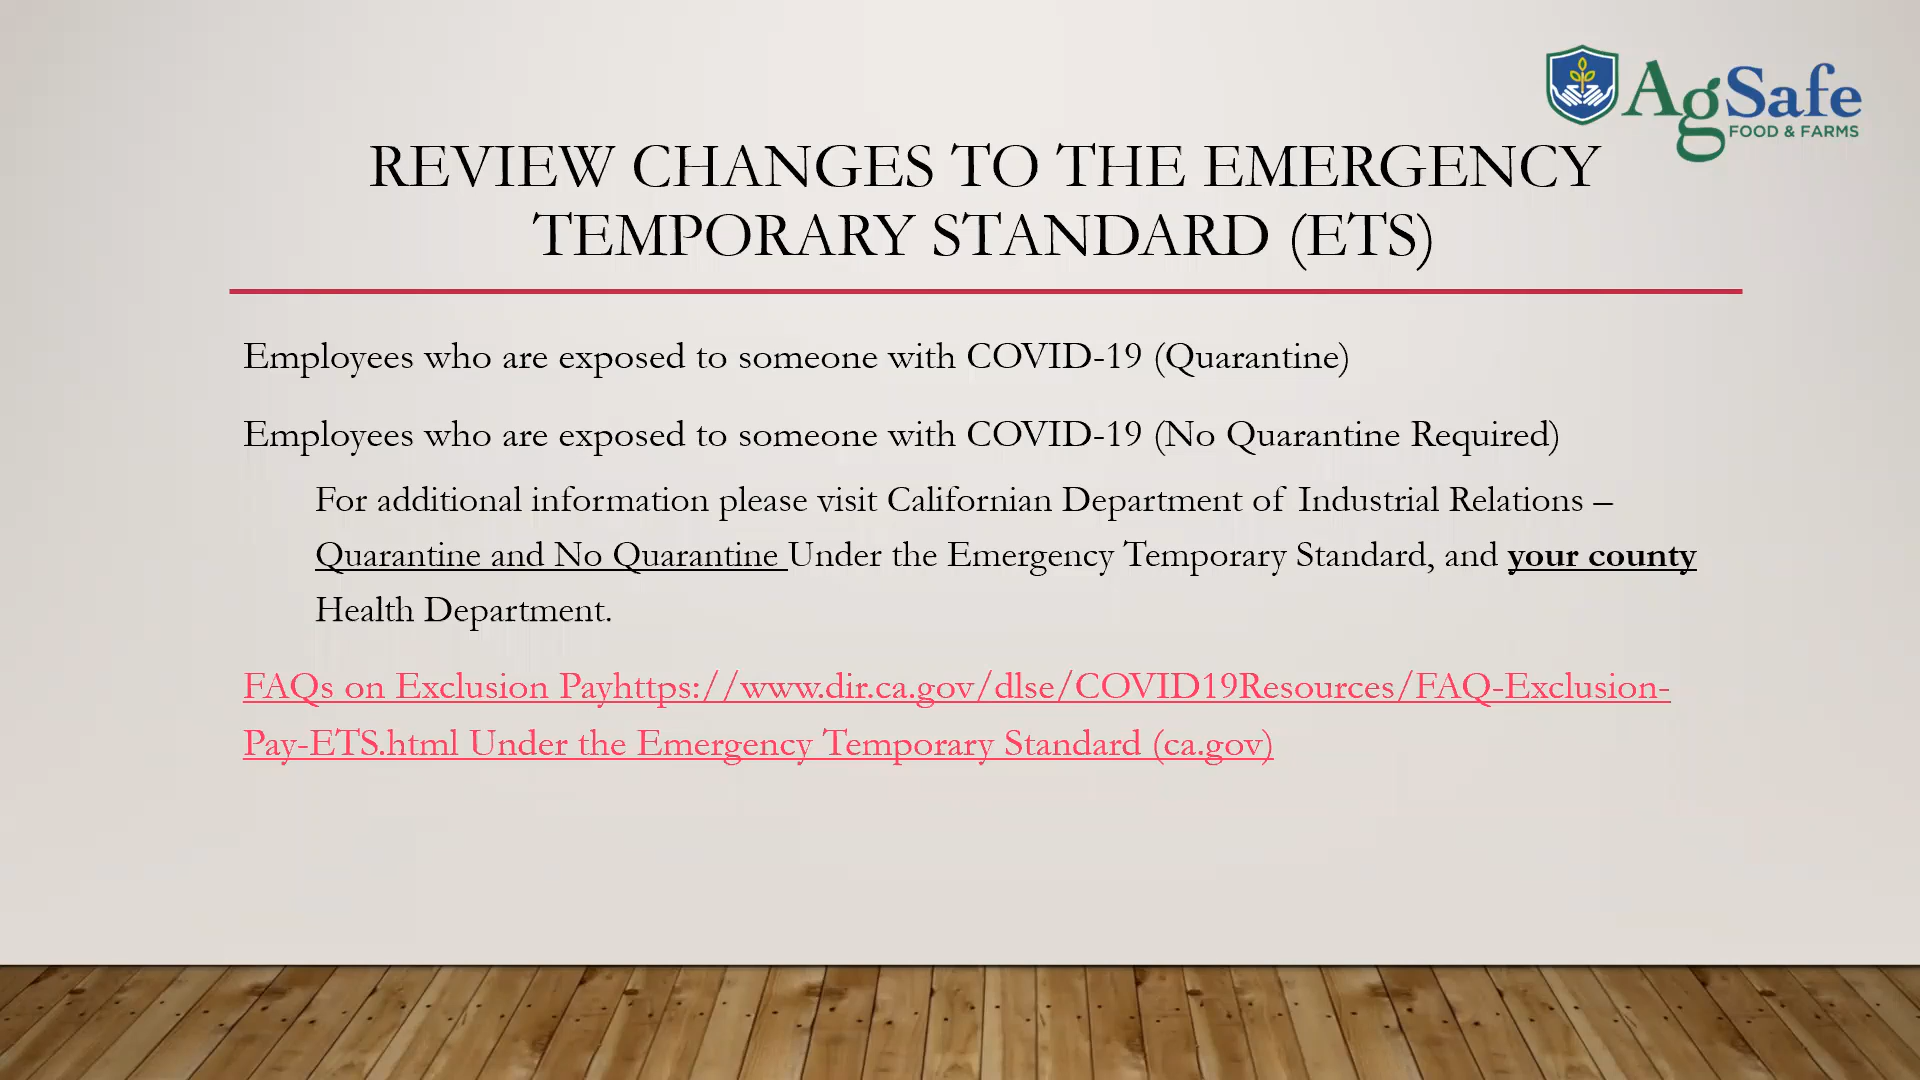 AgSafe
FOOD & FARMS
REVIEW CHANGES TO THE EMERGENCY
TEMPORARY STANDARD (ETS)
Employees who are exposed to someone with COVID-19 (Quarantine)
Employees who are exposed to someone with COVID-19 (No Quarantine Required)
For additional information please visit Californian Department of Industrial Relations –
Quarantine and No Quarantine Under the Emergency Temporary Standard, and your county
Health Department.
FAQs on Exclusion Payhttps://www.dir.ca.gov/dlse/COVID19Resources/FAQ-Exclusion-
Pay-ETS.html Under the Emergency Temporary Standard (ca.gov)